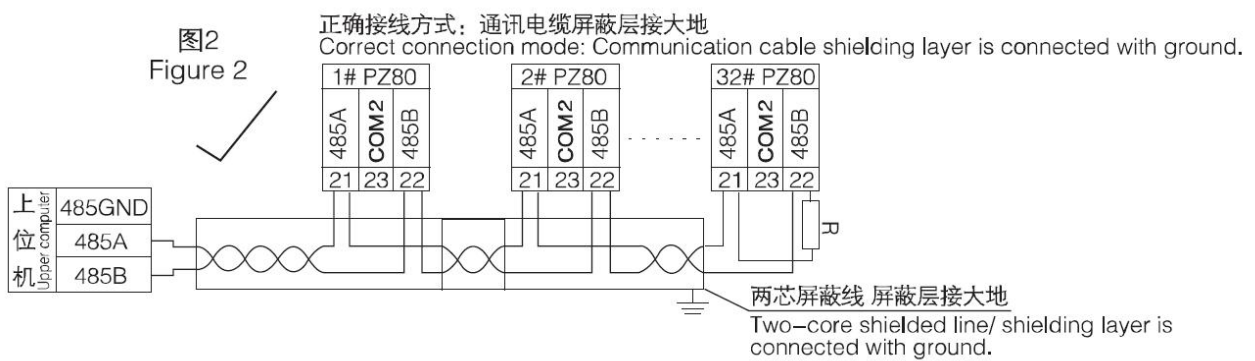 图2
Figure 2
正确接线方式：通讯电缆屏蔽层接大地
Correct connection mode: Communication cable shielding layer is connected with ground.
1# PZ80
485A
COM2
485B
21 23 22
2# PZ80
485A
COM2
485B
21 23 22
32# PZ80
485A
COM2
485B
21 23 22
R
上位机
Upper computer
485GND
485A
485B
两芯屏蔽线 屏蔽层接大地
Two-core shielded line/ shielding layer is
connected with ground.